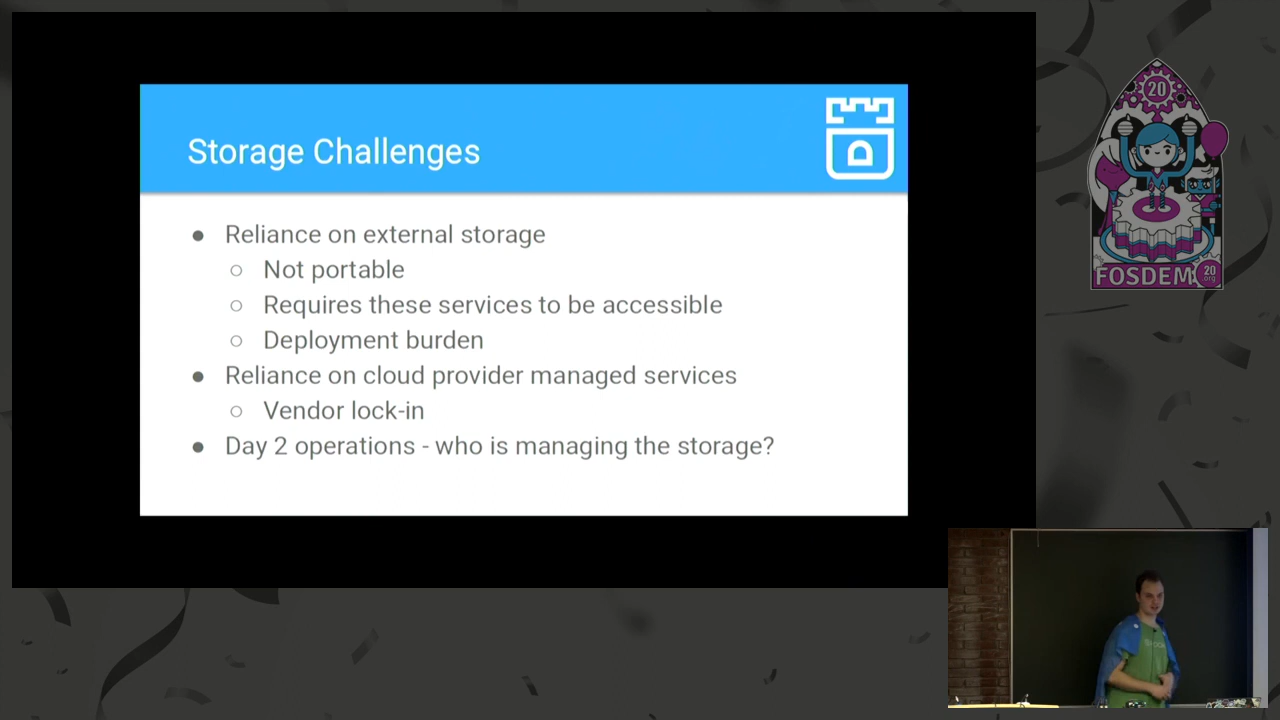 Storage Challenges
● Reliance on external storage
○ Not portable
○ Requires these services to be accessible
○ Deployment burden
● Reliance on cloud provider managed services
○ Vendor lock-in
● Day 2 operations - who is managing the storage?
20
FOSDEM 20
.org